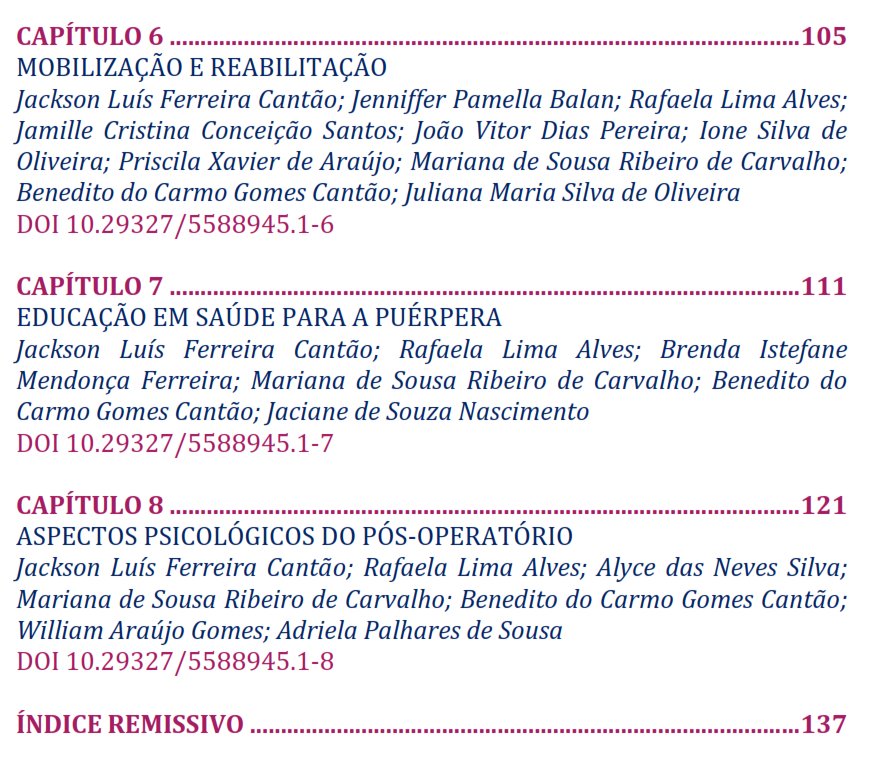 CAPÍTULO 6 ........................................................................................................105
MOBILIZAÇÃO E REABILITAÇÃO
Jackson Luís Ferreira Cantão; Jenniffer Pamella Balan; Rafaela Lima Alves;
Jamille Cristina Conceição Santos; João Vitor Dias Pereira; Ione Silva de
Oliveira; Priscila Xavier de Araújo; Mariana de Sousa Ribeiro de Carvalho;
Benedito do Carmo Gomes Cantão; Juliana Maria Silva de Oliveira
DOI 10.29327/5588945.1-6
CAPÍTULO 7 ........................................................................................................111
EDUCAÇÃO EM SAÚDE PARA A PUÉRPERA
Jackson Luís Ferreira Cantão; Rafaela Lima Alves; Brenda Istefane
Mendonça Ferreira; Mariana de Sousa Ribeiro de Carvalho; Benedito do
Carmo Gomes Cantão; Jaciane de Souza Nascimento
DOI 10.29327/5588945.1-7
CAPÍTULO 8 ........................................................................................................121
ASPECTOS PSICOLÓGICOS DO PÓS-OPERATÓRIO
Jackson Luís Ferreira Cantão; Rafaela Lima Alves; Alyce das Neves Silva;
Mariana de Sousa Ribeiro de Carvalho; Benedito do Carmo Gomes Cantão;
William Araújo Gomes; Adriela Palhares de Sousa
DOI 10.29327/5588945.1-8
ÍNDICE REMISSIVO ...........................................................................................137